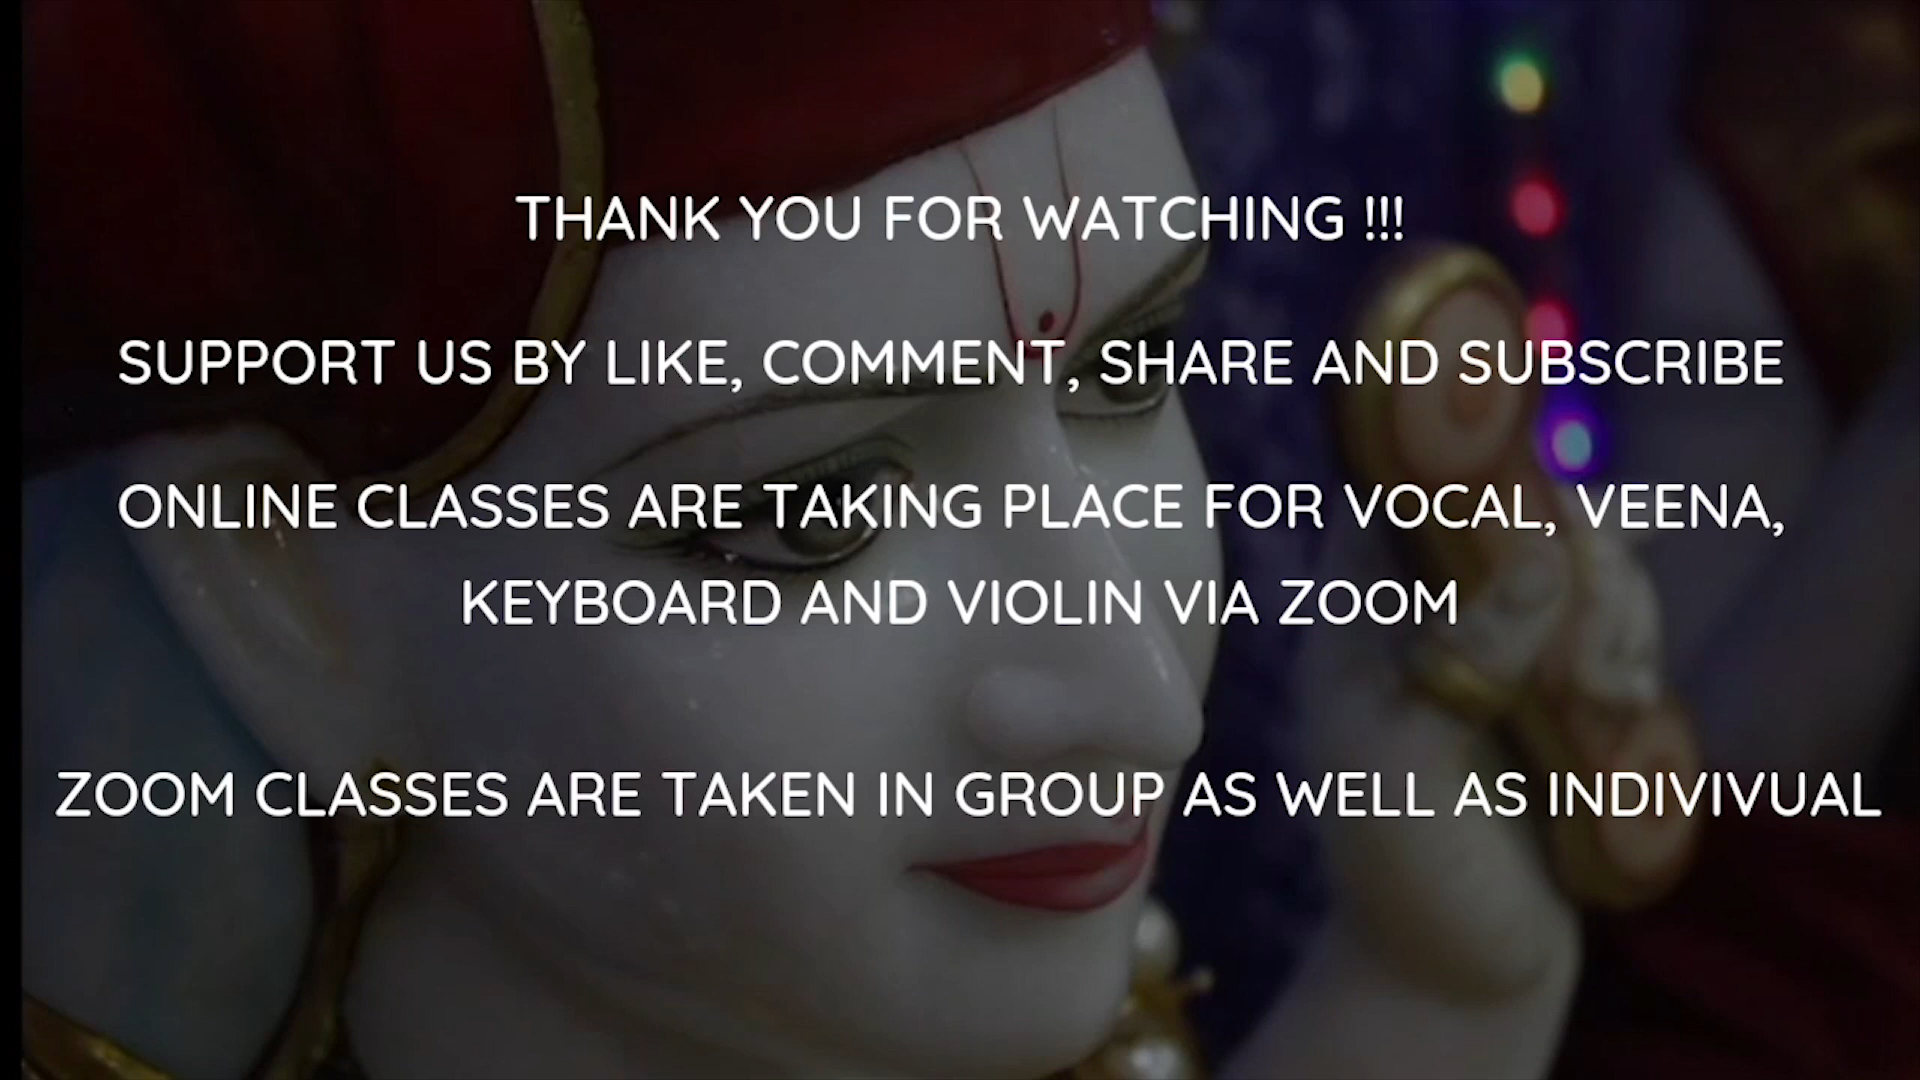 THANK YOU FOR WATCHING !!!
SUPPORT US BY LIKE, COMMENT, SHARE AND SUBSCRIBE
ONLINE CLASSES ARE TAKING PLACE FOR VOCAL, VEENA,
KEYBOARD AND VIOLIN VIA ZOOM
ZOOM CLASSES ARE TAKEN IN GROUP AS WELL AS INDIVIVUAL